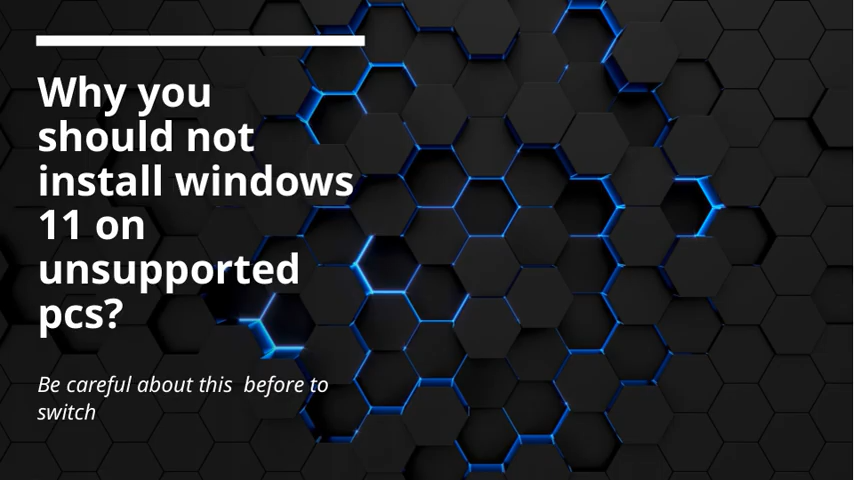 Why you
should not
install windows
11 on
unsupported
pcs?
Be careful about this  before to
switch